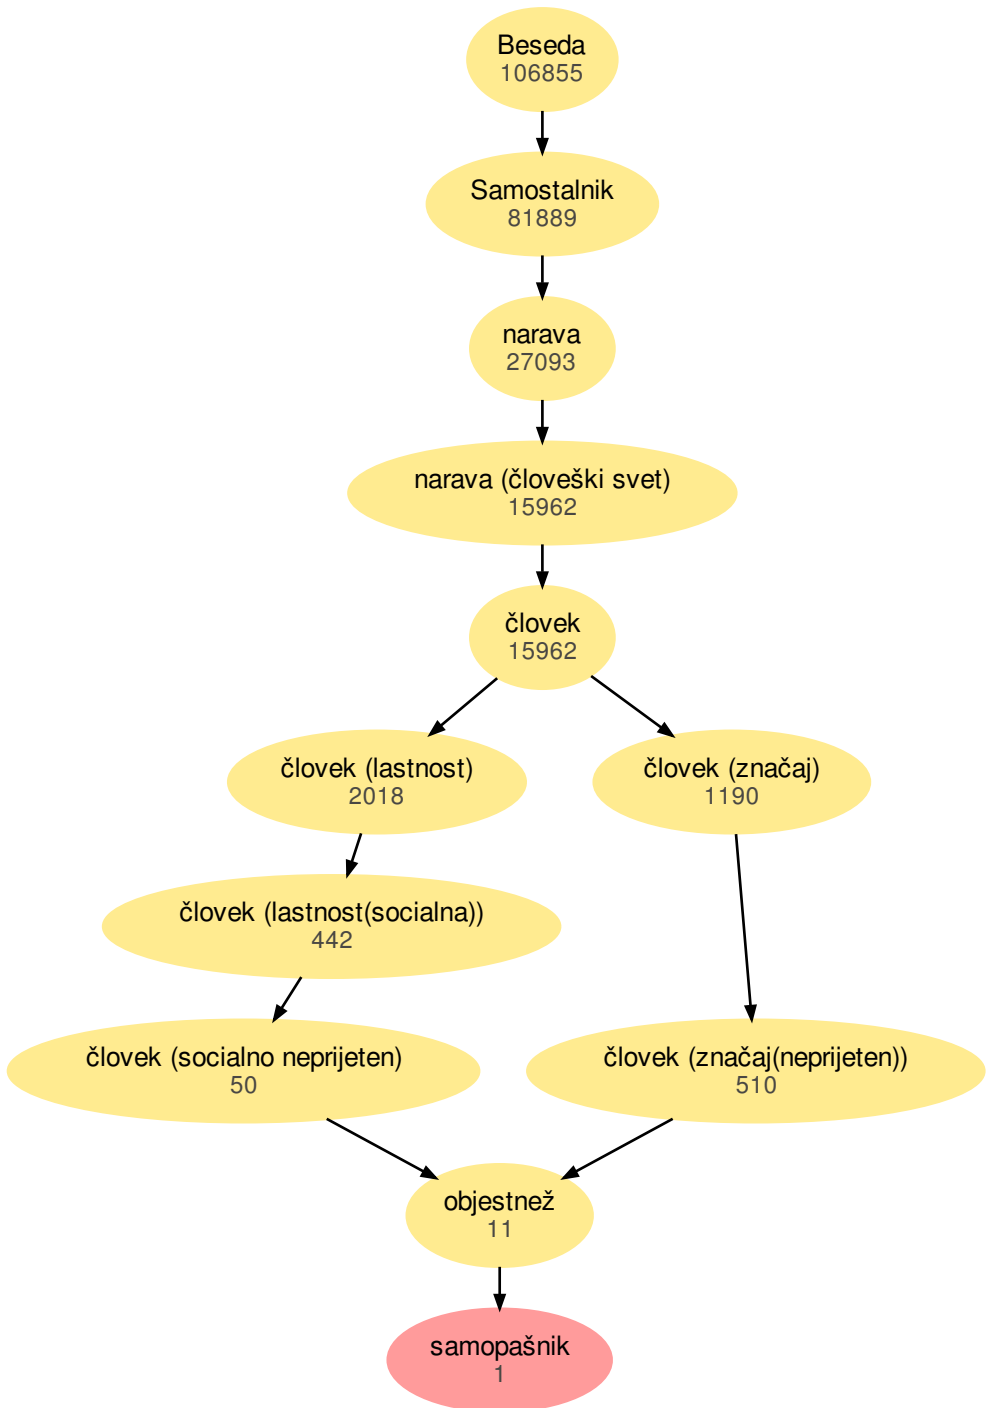 Beseda
106855
Samostalnik
81889
narava
27093
narava (človeški svet)
15962
človek
15962
človek (lastnost)
2018
človek (značaj)
1190
človek (lastnost(socialna))
442
človek (socialno neprijeten)
50
človek (značaj(neprijeten))
510
objestnež
11
samopašnik
1